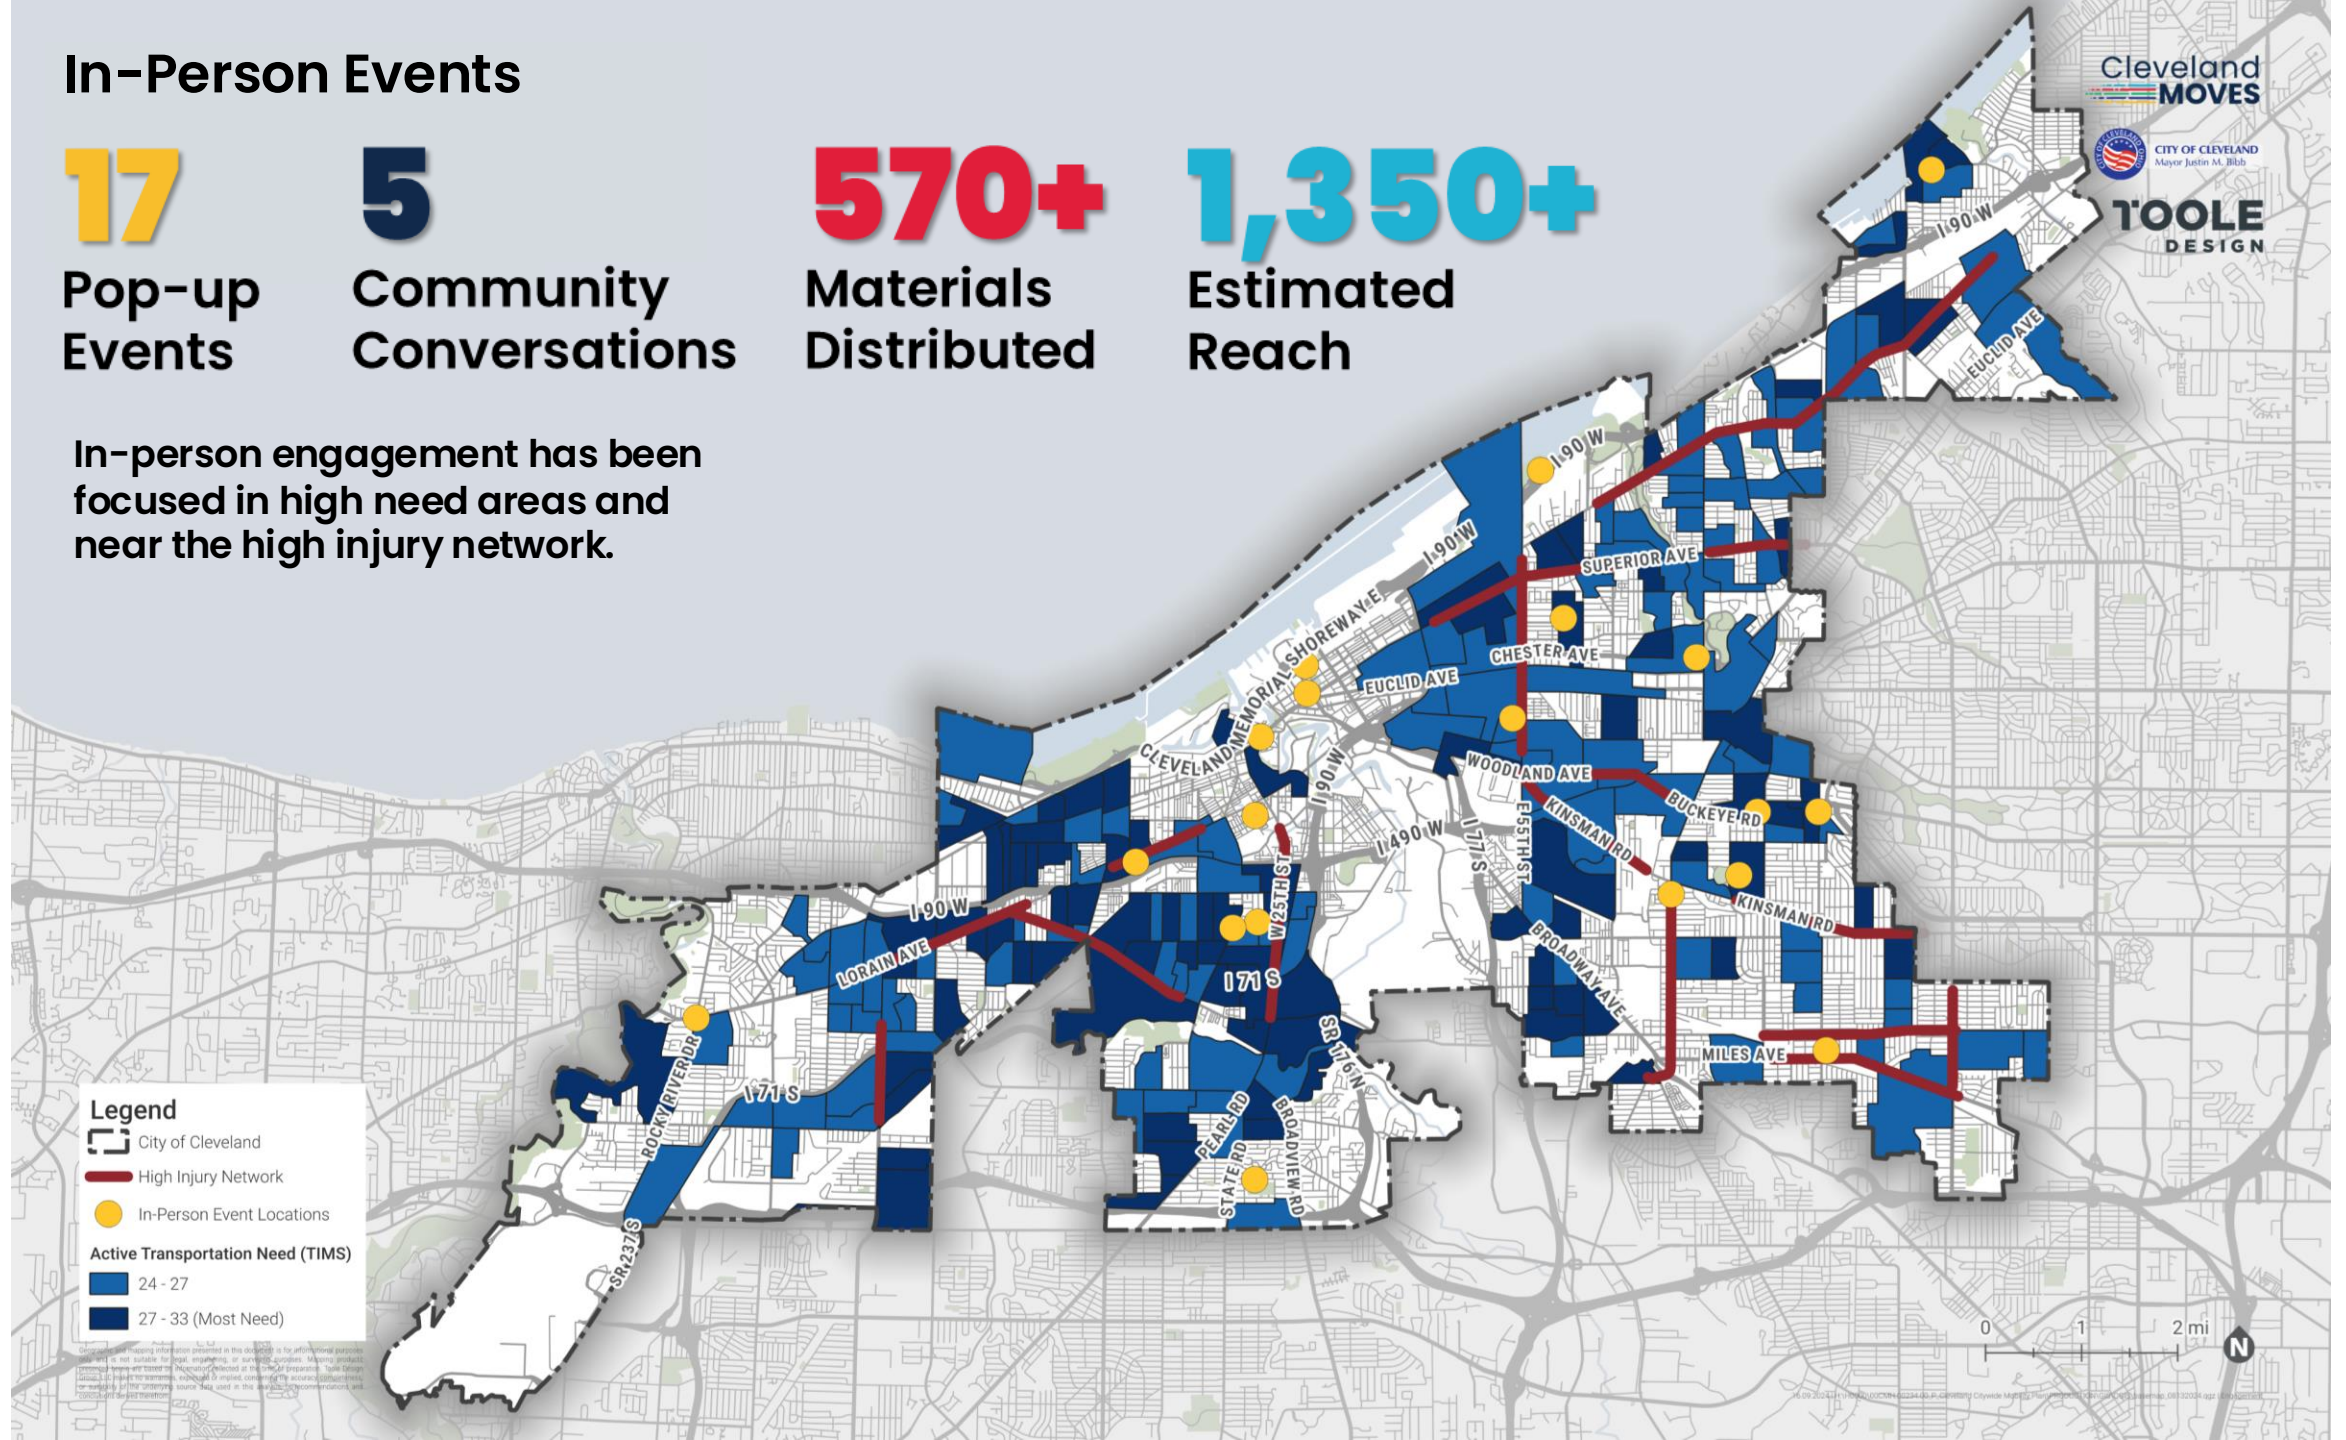 In-Person Events
17
Pop-up
Events
5
Community
Conversations
570+
Materials
Distributed
1,350+
Estimated
Reach
In-person engagement has been
focused in high need areas and
near the high injury network.
Cleveland
MOVES
CITY OF CLEVELAND
Mayor Justin M. Bibb
TOOLE
DESIGN
I 90 W
EUCLID AVE
I 90 W
I 90 W
SUPERIOR AVE
CLEVELAND MEMORIAL SHOREWAY E
CHESTER AVE
EUCLID AVE
WOODLAND AVE
I 90 W
I 490 W
I 77 S
E 55TH ST
KINSMAN RD
BUCKEYE RD
KINSMAN RD
BROADWAY AVE
MILES AVE
I 90 W
LORAIN AVE
W 25TH ST
I 71 S
SR 176 N
I 71 S
ROCKY RIVER DR
PEARL RD
STATE RD
BROADVIEW RD
SR 237 S
Legend
City of Cleveland
High Injury Network
In-Person Event Locations
Active Transportation Need (TIMS)
24 - 27
27 - 33 (Most Need)
0 1 2 mi
N